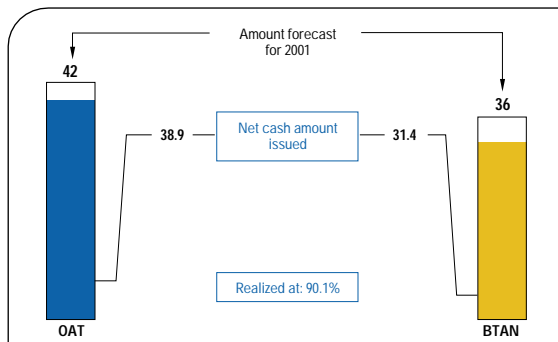 Amount forecast
for 2001
42
36
38.9
Net cash amount
issued
31.4
Realized at: 90.1%
OAT
BTAN